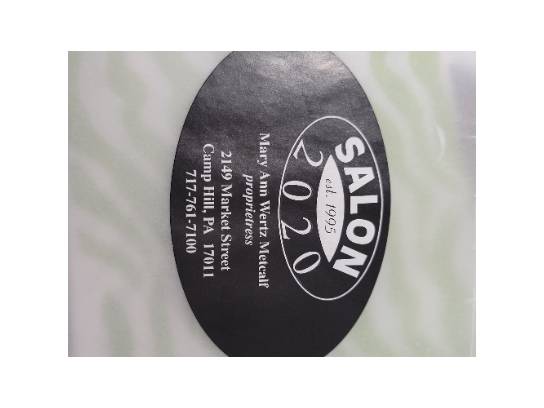 SALON
est. 1995
2020
Mary Ann Wertz Metcalf
proprietress
2149 Market Street
Camp Hill, PA 17011
717-761-7100